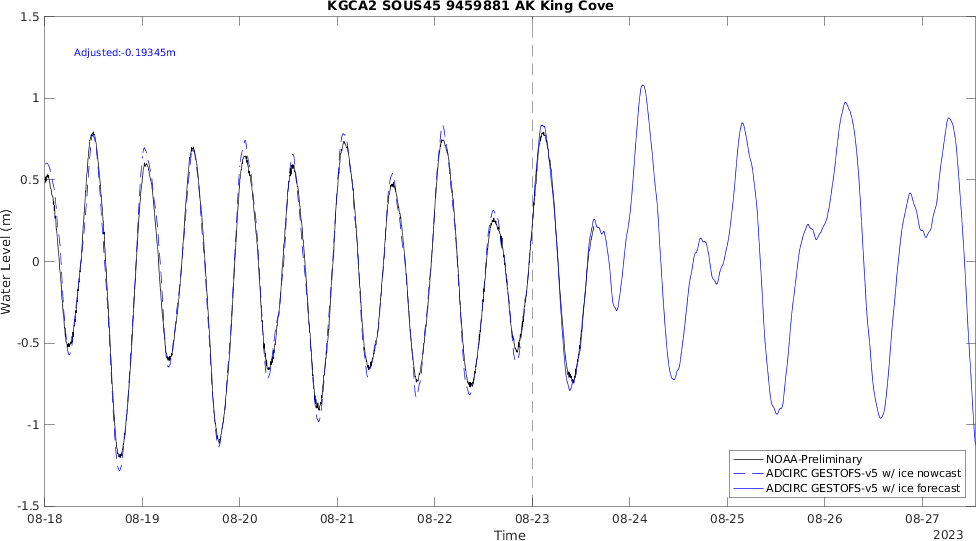 KGCA2 SOUS45 9459881 AK King Cove
Adjusted:-0.19345m
Water Level (m)
1.5
1
0.5
0
-0.5
-1
-1.5
NOAA-Preliminary
ADCIRC GESTOFS-v5 w/ ice nowcast
ADCIRC GESTOFS-v5 w/ ice forecast
08-18 08-19 08-20 08-21 08-22 08-23 08-24 08-25 08-26 08-27
Time
2023